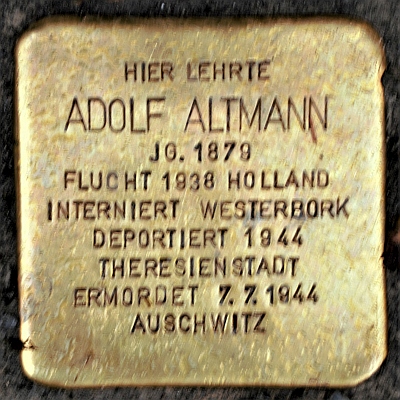 HIER LEHRTE
ADOLF ALTMANN
JG. 1879
FLUCHT 1938 HOLLAND
INTERNIERT WESTERBORK
DEPORTIERT 1944
THERESIENSTADT
ERMORDET 7.7.1944
AUSCHWITZ